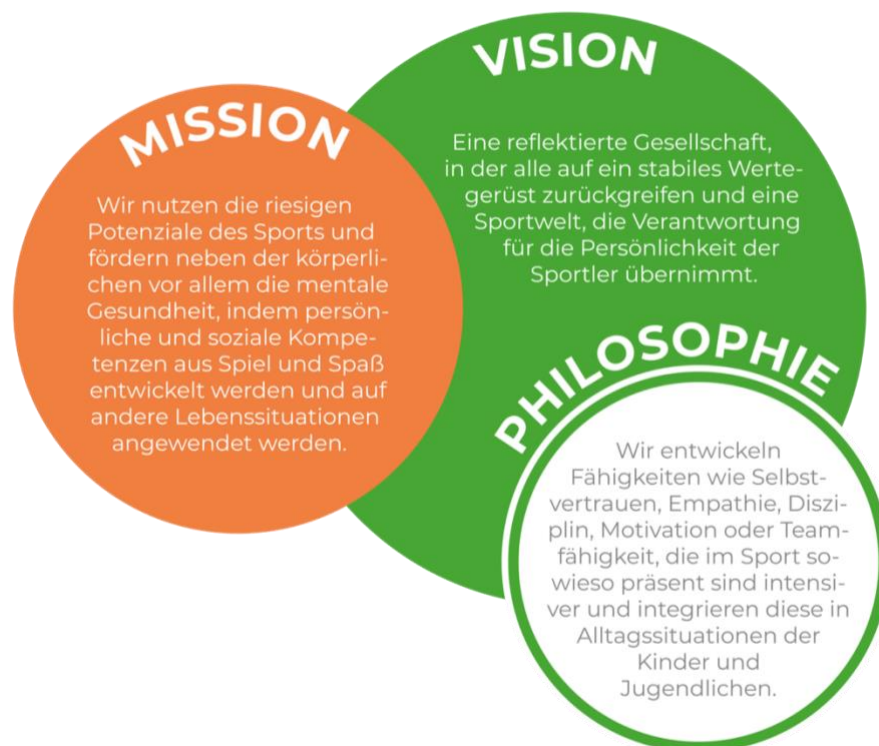 MISSION
Wir nutzen die riesigen
Potenziale des Sports und
fördern neben der körperli-
chen vor allem die mentale
Gesundheit, indem persön-
liche und soziale Kompe-
tenzen aus Spiel und Spaß
entwickelt werden und auf
andere Lebenssituationen
angewendet werden.
VISION
Eine reflektierte Gesellschaft,
in der alle auf ein stabiles Werte-
gerüst zurückgreifen und eine
Sportwelt, die Verantwortung
für die Persönlichkeit der
Sportler übernimmt.
PHILOSOPHIE
Wir entwickeln
Fähigkeiten wie Selbst-
vertrauen, Empathie, Diszi-
plin, Motivation oder Team-
fähigkeit, die im Sport so-
wieso präsent sind intensi-
ver und integrieren diese in
Alltagssituationen der
Kinder und
Jugendlichen.